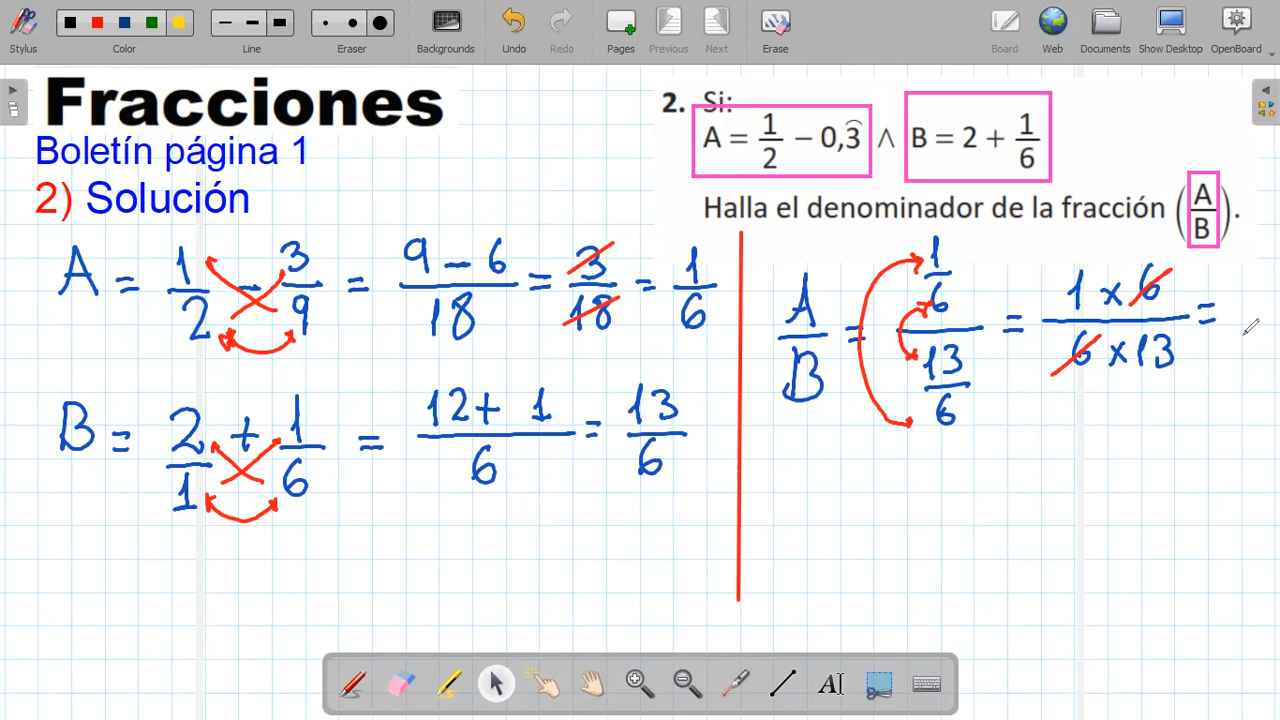 Stylus Color Line Eraser Backgrounds Undo Redo Pages Previous Next Erase Board Web Documents Show Desktop OpenBoard
Fracciones
Boletín página 1
2) Solución
2. Si:
A = 1/2 − 0,3̑ ∧ B = 2 + 1/6
Halla el denominador de la fracción (A/B).
A = 1/2 - 3/9 = 9 - 6/18 = 3/18 = 1/6
B = 2/1 + 1/6 = 12 + 1/6 = 13/6
A/B = 1/6/13/6 = 1 x 6/6 x 13 =
AI